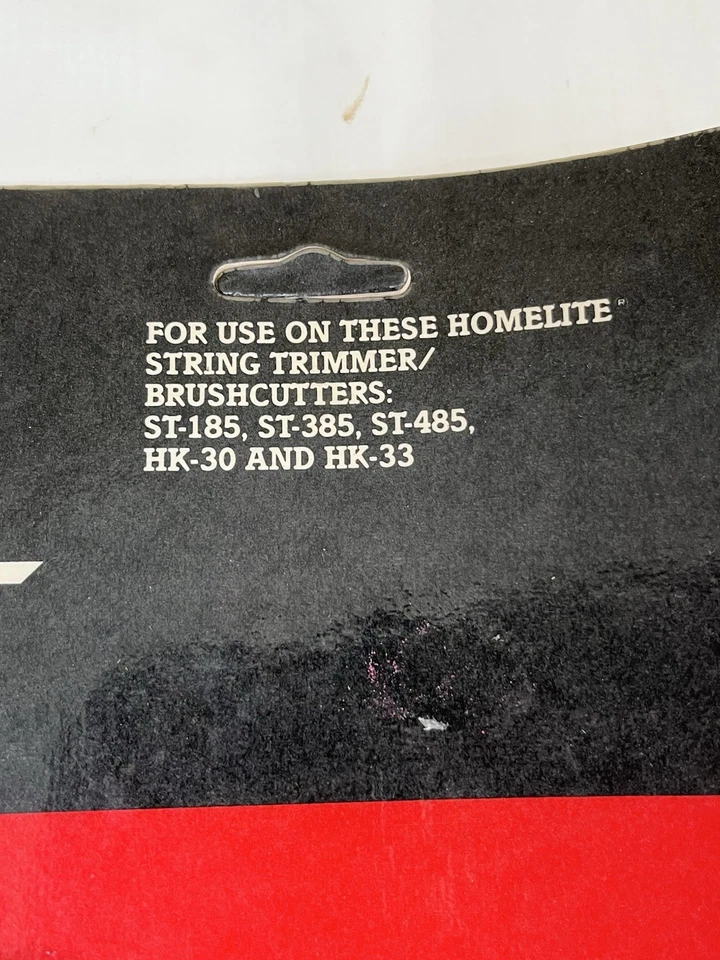 FOR USE ON THESE HOMELITE®
STRING TRIMMER/
BRUSHCUTTERS:
ST-185, ST-385, ST-485,
HK-30 AND HK-33